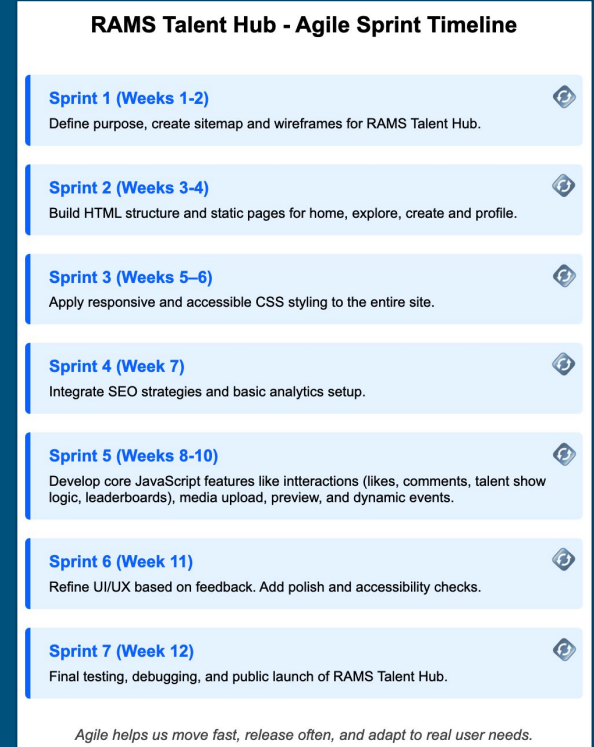 RAMS Talent Hub - Agile Sprint Timeline
Sprint 1 (Weeks 1-2)
Define purpose, create sitemap and wireframes for RAMS Talent Hub.
Sprint 2 (Weeks 3-4)
Build HTML structure and static pages for home, explore, create and profile.
Sprint 3 (Weeks 5–6)
Apply responsive and accessible CSS styling to the entire site.
Sprint 4 (Week 7)
Integrate SEO strategies and basic analytics setup.
Sprint 5 (Weeks 8-10)
Develop core JavaScript features like intteractions (likes, comments, talent show
logic, leaderboards), media upload, preview, and dynamic events.
Sprint 6 (Week 11)
Refine UI/UX based on feedback. Add polish and accessibility checks.
Sprint 7 (Week 12)
Final testing, debugging, and public launch of RAMS Talent Hub.
Agile helps us move fast, release often, and adapt to real user needs.